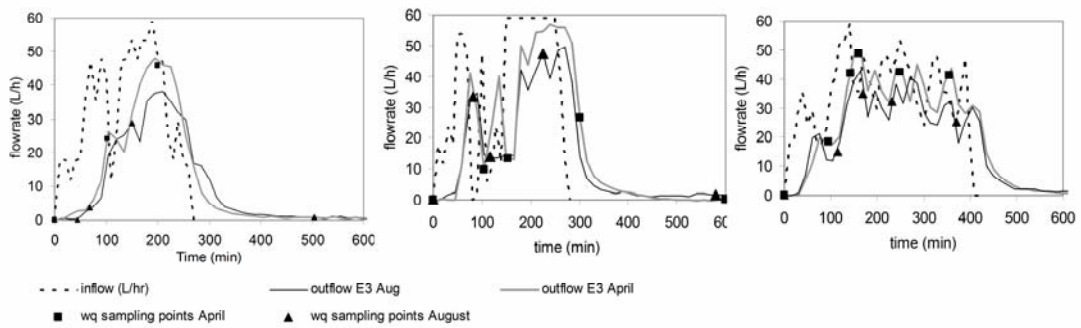 60
50
40
30
20
10
0
flowrate (L/h)
0 100 200 300 400 500 600
Time (min)
60
50
40
30
20
10
0
flowrate (L/h)
0 100 200 300 400 500 60
time (min)
60
50
40
30
20
10
0
flowrate (L/h)
0 100 200 300 400 500 600
time (min)
inflow (L/hr) outflow E3 Aug outflow E3 April
wq sampling points April wq sampling points August